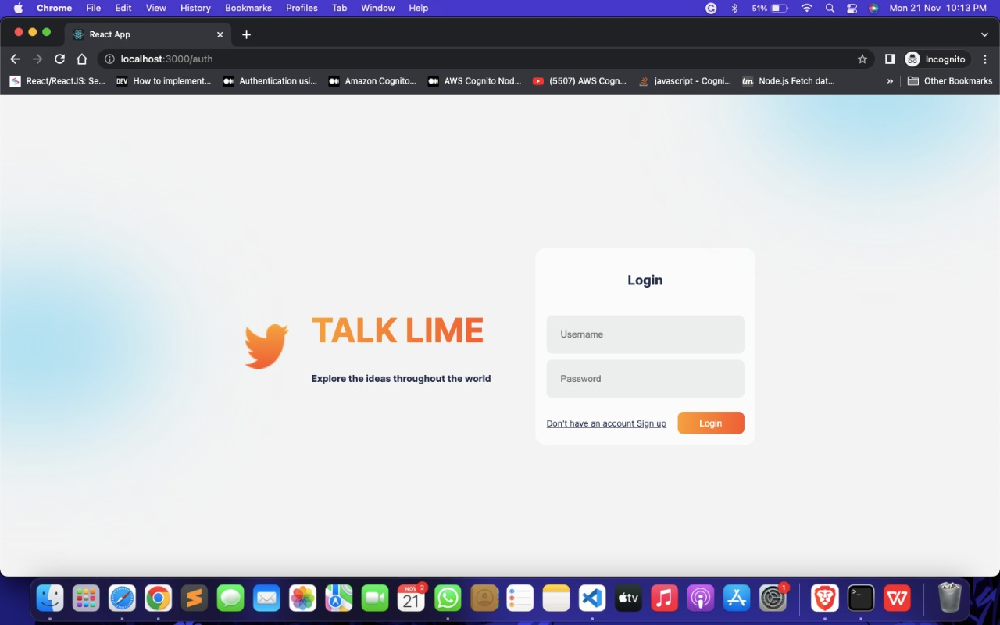 Chrome File Edit View History Bookmarks Profiles Tab Window Help 51% Mon 21 Nov 10:13 PM
React App
localhost:3000/auth Incognito
React/ReactJS: Se... DEV How to implement... Authentication usi... Amazon Cognito... AWS Cognito Nod... (5507) AWS Cogn... javascript - Cogni... tm Node.js Fetch dat... » Other Bookmarks
TALK LIME
Explore the ideas throughout the world
Login
Username
Password
Don't have an account Sign up Login
NOV 2
21
tv
1